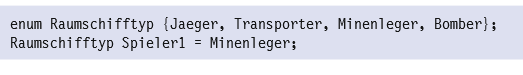 enum Raumschifftyp {Jaeger, Transporter, Minenleger, Bomber};
Raumschifftyp Spieler1 = Minenleger;